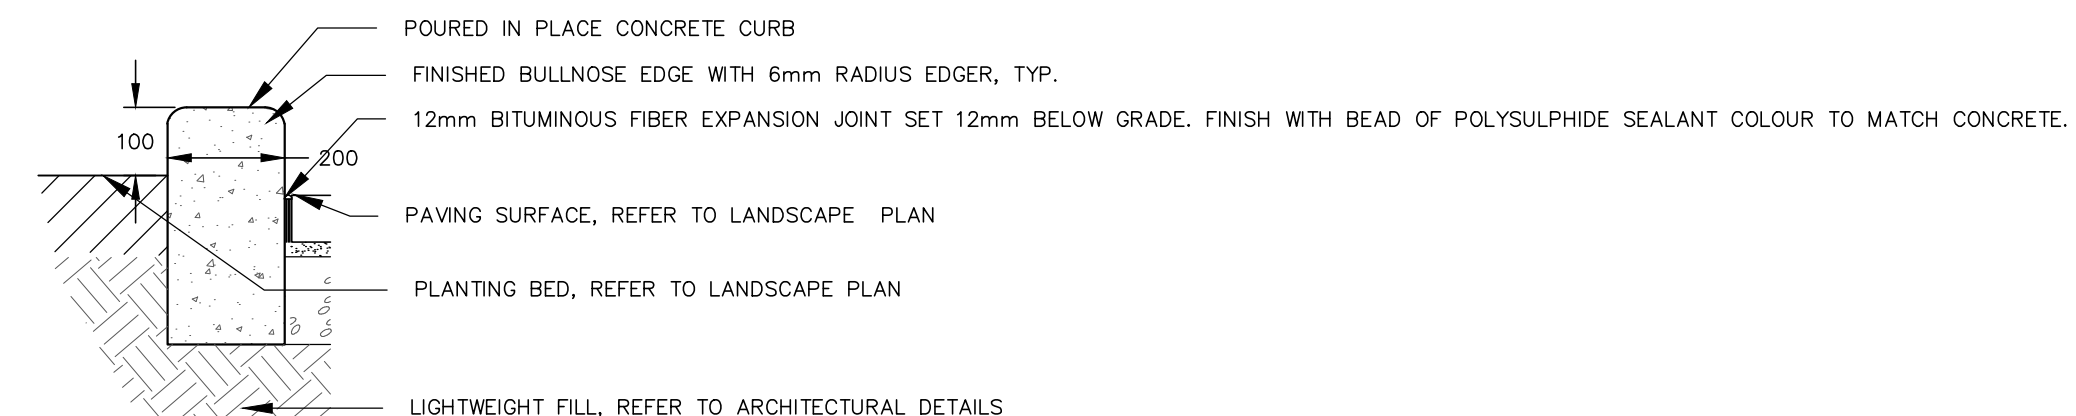 POURED IN PLACE CONCRETE CURB
FINISHED BULLNOSE EDGE WITH 6mm RADIUS EDGER, TYP.
12mm BITUMINOUS FIBER EXPANSION JOINT SET 12mm BELOW GRADE. FINISH WITH BEAD OF POLYSULPHIDE SEALANT COLOUR TO MATCH CONCRETE.
100
200
PAVING SURFACE, REFER TO LANDSCAPE PLAN
PLANTING BED, REFER TO LANDSCAPE PLAN
LIGHTWEIGHT FILL, REFER TO ARCHITECTURAL DETAILS